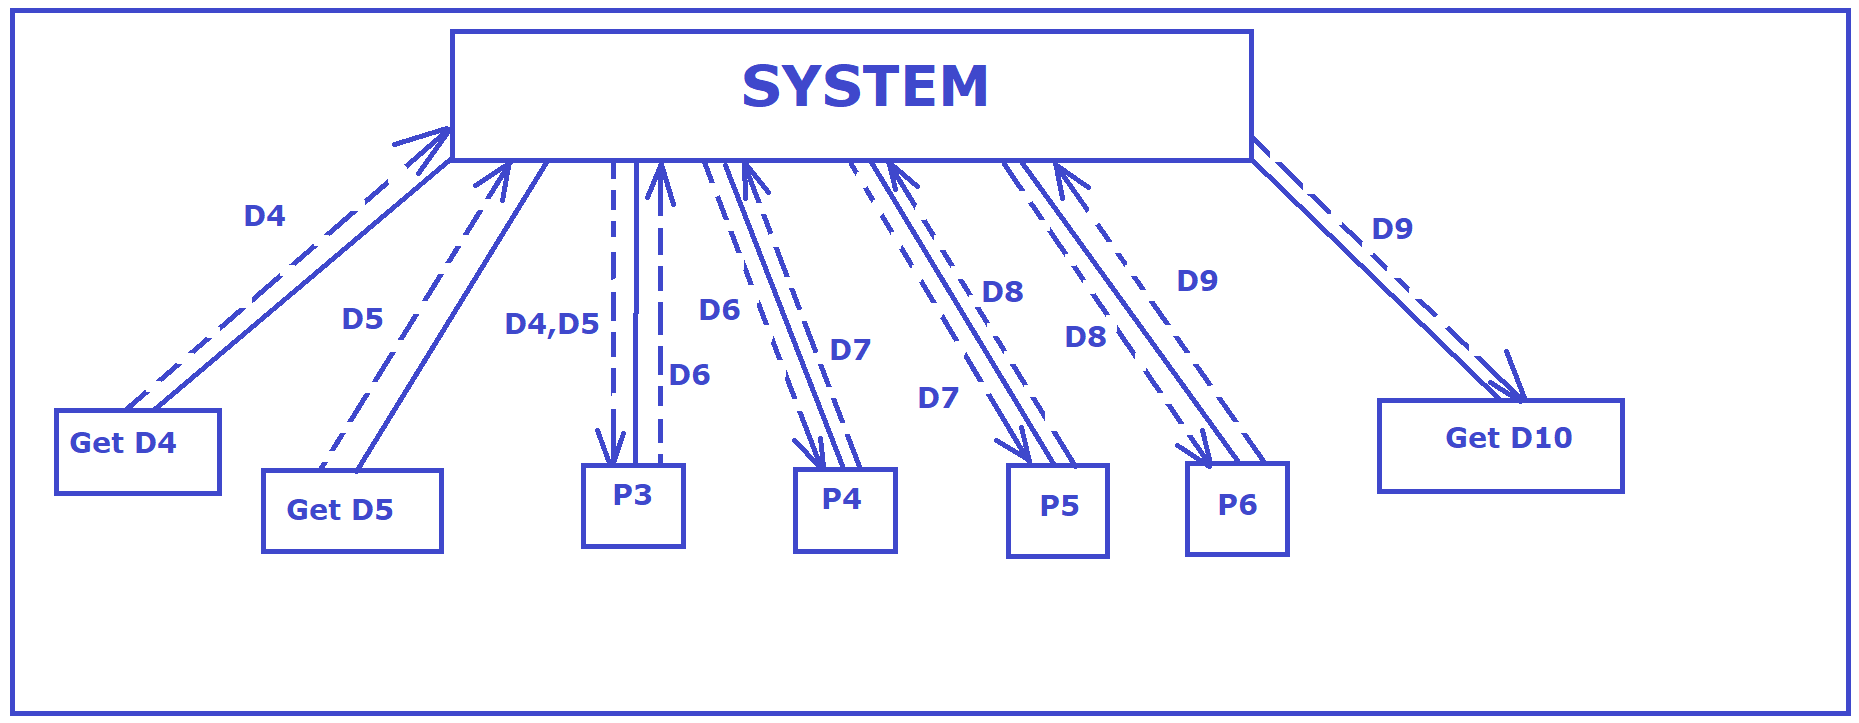 SYSTEM
D4
D5
D4,D5
D6
D6
D7
D7
D8
D8
D9
D9
Get D4
Get D5
P3
P4
P5
P6
Get D10